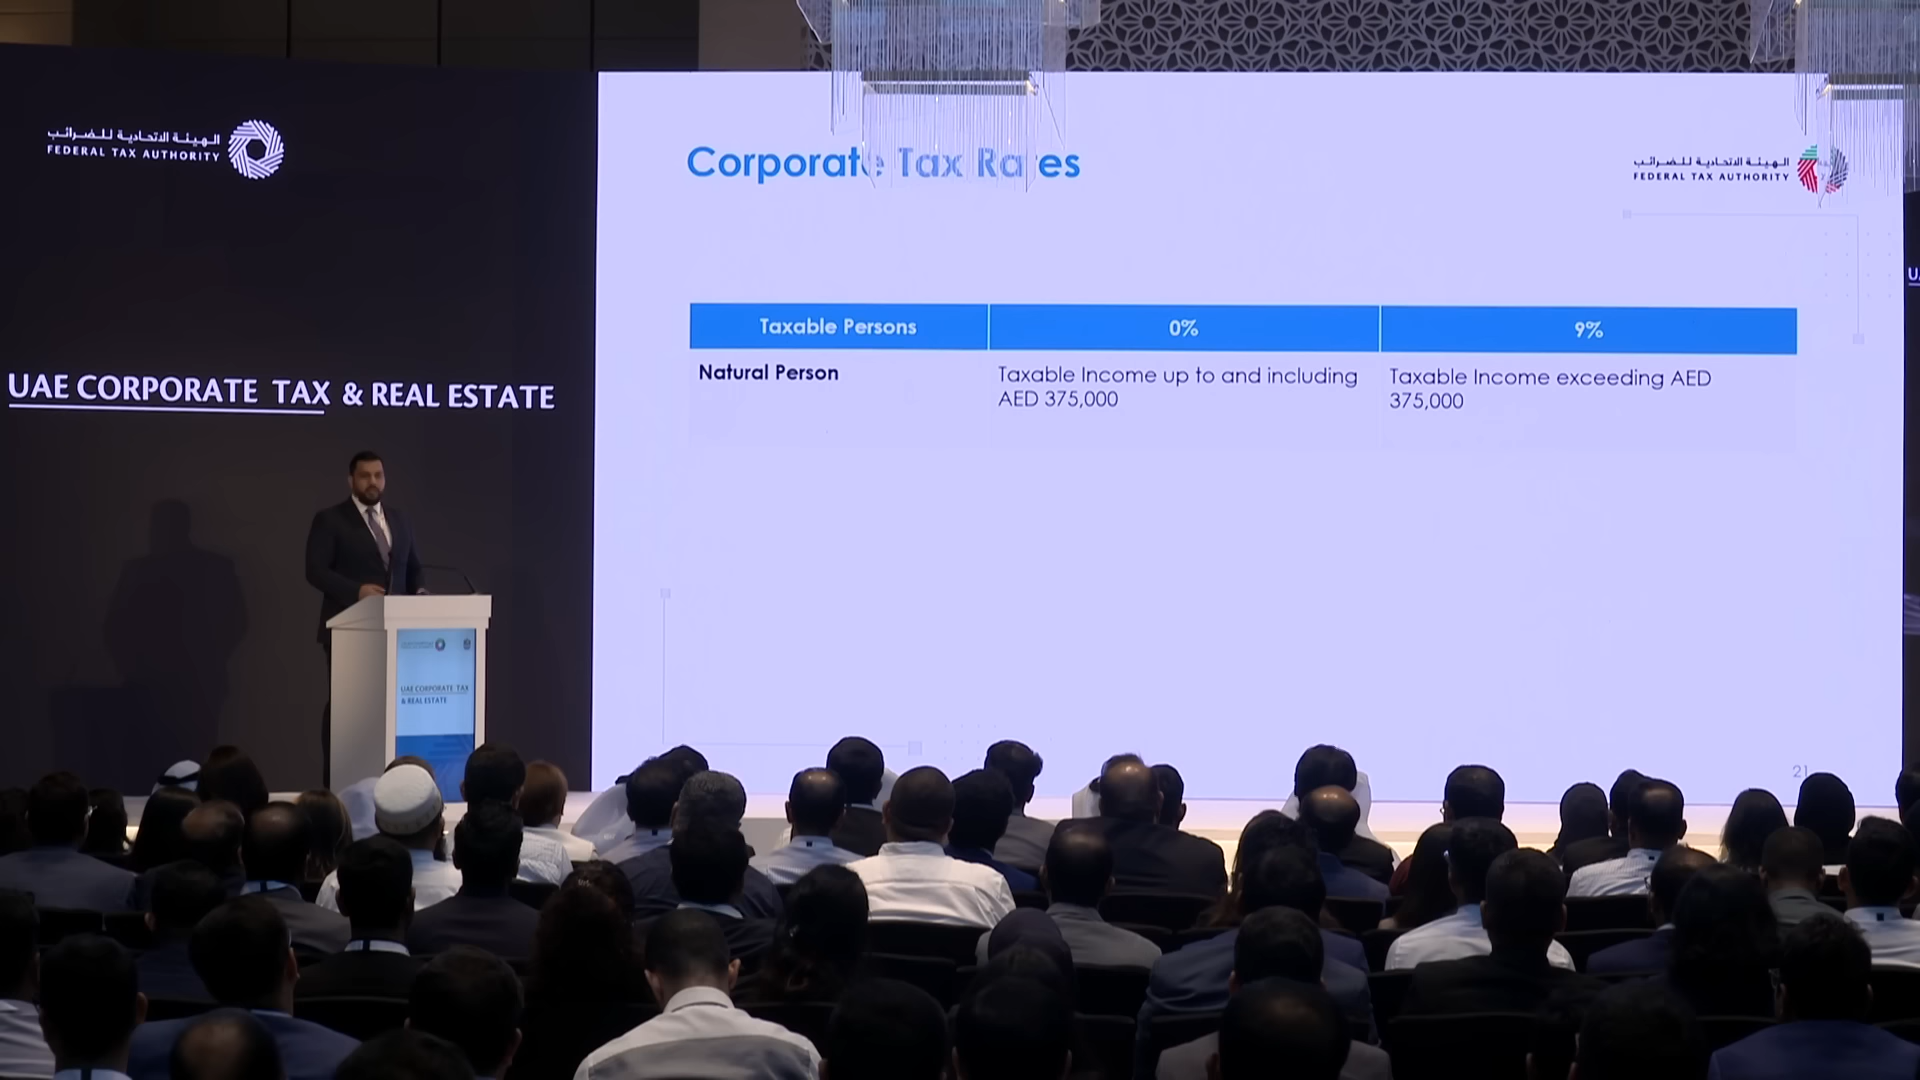 الهيئة الاتحادية للضرائب
FEDERAL TAX AUTHORITY
UAE CORPORATE TAX & REAL ESTATE
Corporate Tax Rates
الهيئة الاتحادية للضرائب
FEDERAL TAX AUTHORITY
Taxable Persons
0%
9%
Natural Person
Taxable Income up to and including
AED 375,000
Taxable Income exceeding AED
375,000
21
UAE CORPORATE TAX
& REAL ESTATE